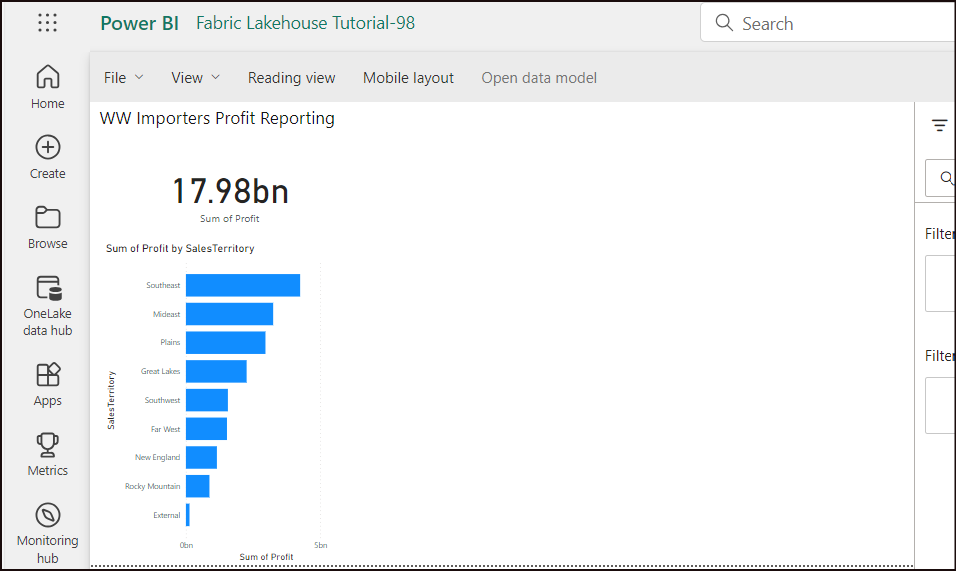 Power BI Fabric Lakehouse Tutorial-98 Search
File View Reading view Mobile layout Open data model
Home
Create
Browse
OneLake
data hub
Apps
Metrics
Monitoring
hub
WW Importers Profit Reporting
17.98bn
Sum of Profit
Sum of Profit by SalesTerritory
SalesTerritory
Southeast
Mideast
Plains
Great Lakes
Southwest
Far West
New England
Rocky Mountain
External
0bn 5bn
Sum of Profit
Filter
Filter